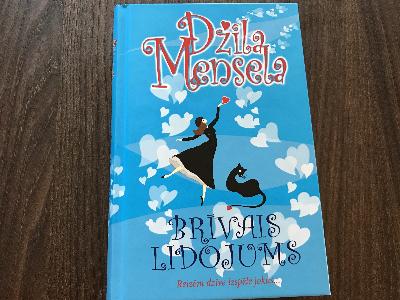 Džila
Mensela
BRĪVAIS
LIDOJUMS
Reizēm dzīve izspēlē jokus...